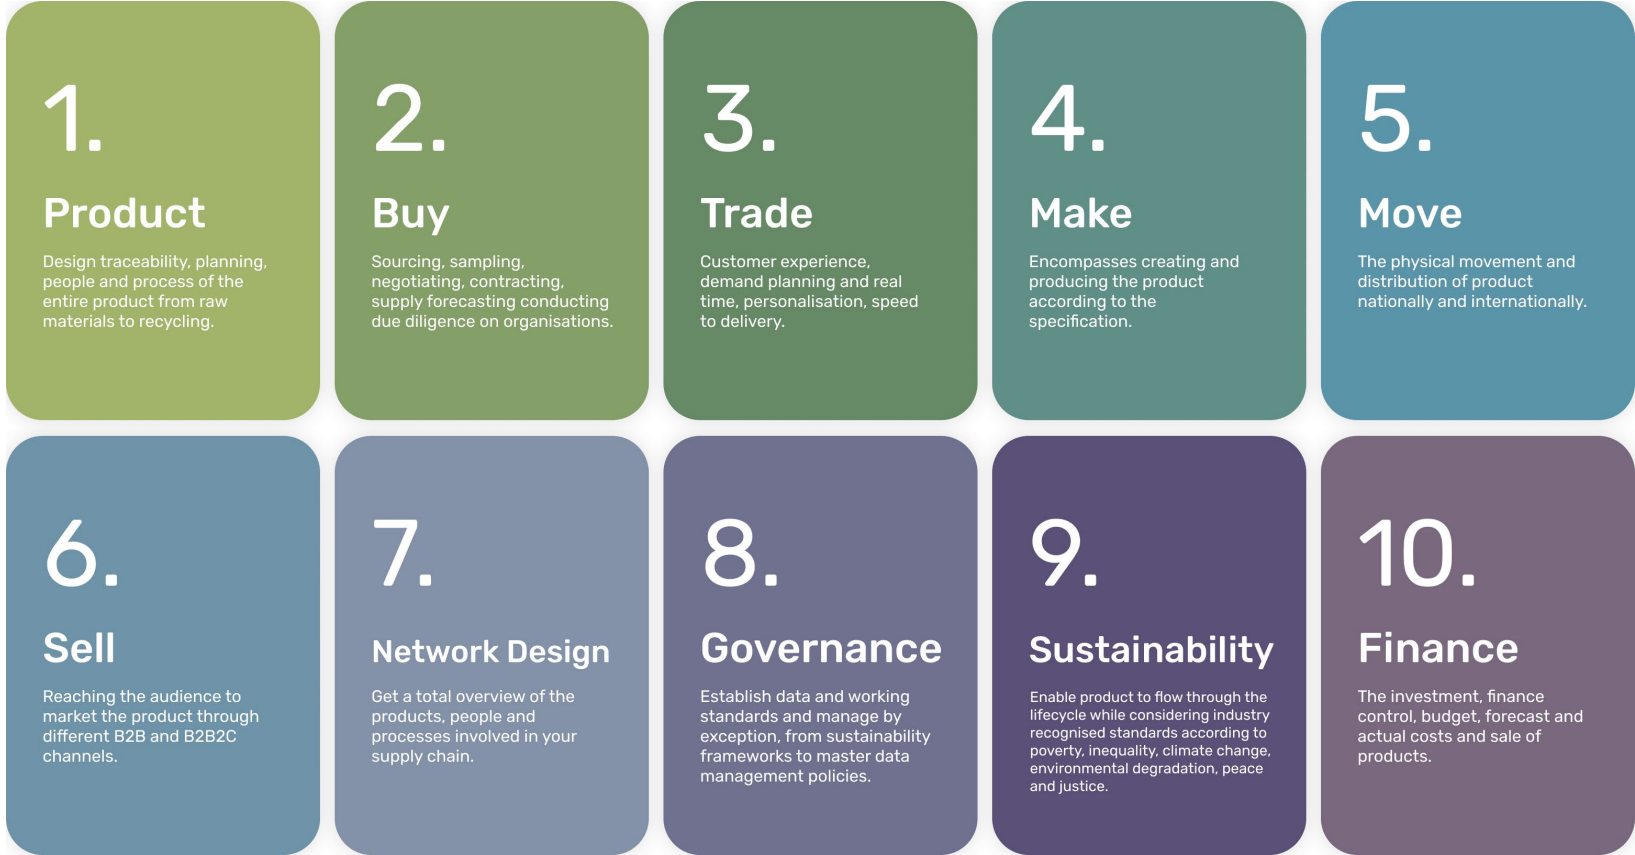 1.
Product
Design traceability, planning,
people and process of the
entire product from raw
materials to recycling.
2.
Buy
Sourcing, sampling,
negotiating, contracting,
supply forecasting conducting
due diligence on organisations.
3.
Trade
Customer experience,
demand planning and real
time, personalisation, speed
to delivery.
4.
Make
Encompasses creating and
producing the product
according to the
specification.
5.
Move
The physical movement and
distribution of product
nationally and internationally.
6.
Sell
Reaching the audience to
market the product through
different B2B and B2B2C
channels.
7.
Network Design
Get a total overview of the
products, people and
processes involved in your
supply chain.
8.
Governance
Establish data and working
standards and manage by
exception, from sustainability
frameworks to master data
management policies.
9.
Sustainability
Enable product to flow through the
lifecycle while considering industry
recognised standards according to
poverty, inequality, climate change,
environmental degradation, peace
and justice.
10.
Finance
The investment, finance
control, budget, forecast and
actual costs and sale of
products.